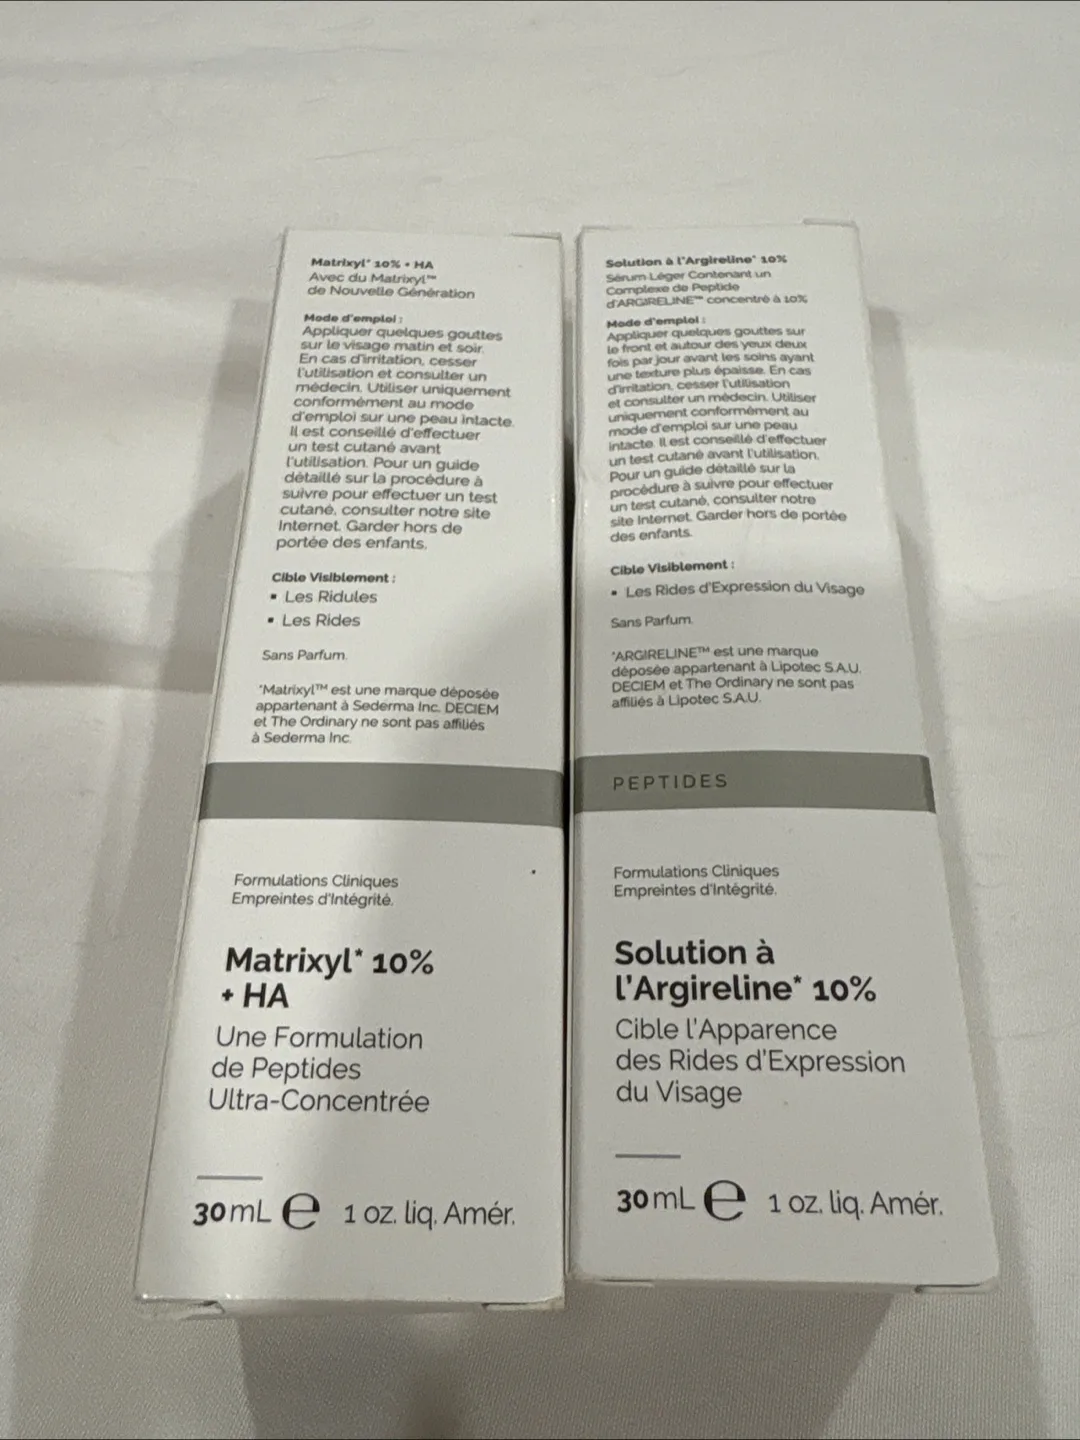 Matrixyl* 10% + HA
Avec du Matrixyl™
de Nouvelle Génération
Mode d'emploi :
Appliquer quelques gouttes
sur le visage matin et soir.
En cas d'irritation, cesser
l'utilisation et consulter un
médecin. Utiliser uniquement
conformément au mode
d'emploi sur une peau intacte.
Il est conseillé d'effectuer
un test cutané avant
l'utilisation. Pour un guide
détaillé sur la procédure à
suivre pour effectuer un test
cutané, consulter notre site
Internet. Garder hors de
portée des enfants.
Cible Visiblement :
▪ Les Ridules
▪ Les Rides
Sans Parfum.
*Matrixyl™ est une marque déposée
appartenant à Sederma Inc. DECIEM
et The Ordinary ne sont pas affiliés
à Sederma Inc.
Formulations Cliniques
Empreintes d'Intégrité.
Matrixyl* 10%
+ HA
Une Formulation
de Peptides
Ultra-Concentrée
30 mL ℮ 1 oz. liq. Amér.
Solution à l'Argireline* 10%
Sérum Léger Contenant un
Complexe de Peptide
d'ARGIRELINE™ concentré à 10%
Mode d'emploi :
Appliquer quelques gouttes sur
le front et autour des yeux deux
fois par jour avant les soins ayant
une texture plus épaisse. En cas
d'irritation, cesser l'utilisation
et consulter un médecin. Utiliser
uniquement conformément au
mode d'emploi sur une peau
intacte. Il est conseillé d'effectuer
un test cutané avant l'utilisation.
Pour un guide détaillé sur la
procédure à suivre pour effectuer
un test cutané, consulter notre
site Internet. Garder hors de portée
des enfants.
Cible Visiblement :
▪ Les Rides d'Expression du Visage
Sans Parfum.
*ARGIRELINE™ est une marque
déposée appartenant à Lipotec S.A.U.
DECIEM et The Ordinary ne sont pas
affiliés à Lipotec S.A.U.
PEPTIDES
Formulations Cliniques
Empreintes d'Intégrité.
Solution à
l'Argireline* 10%
Cible l'Apparence
des Rides d'Expression
du Visage
30 mL ℮ 1 oz. liq. Amér.